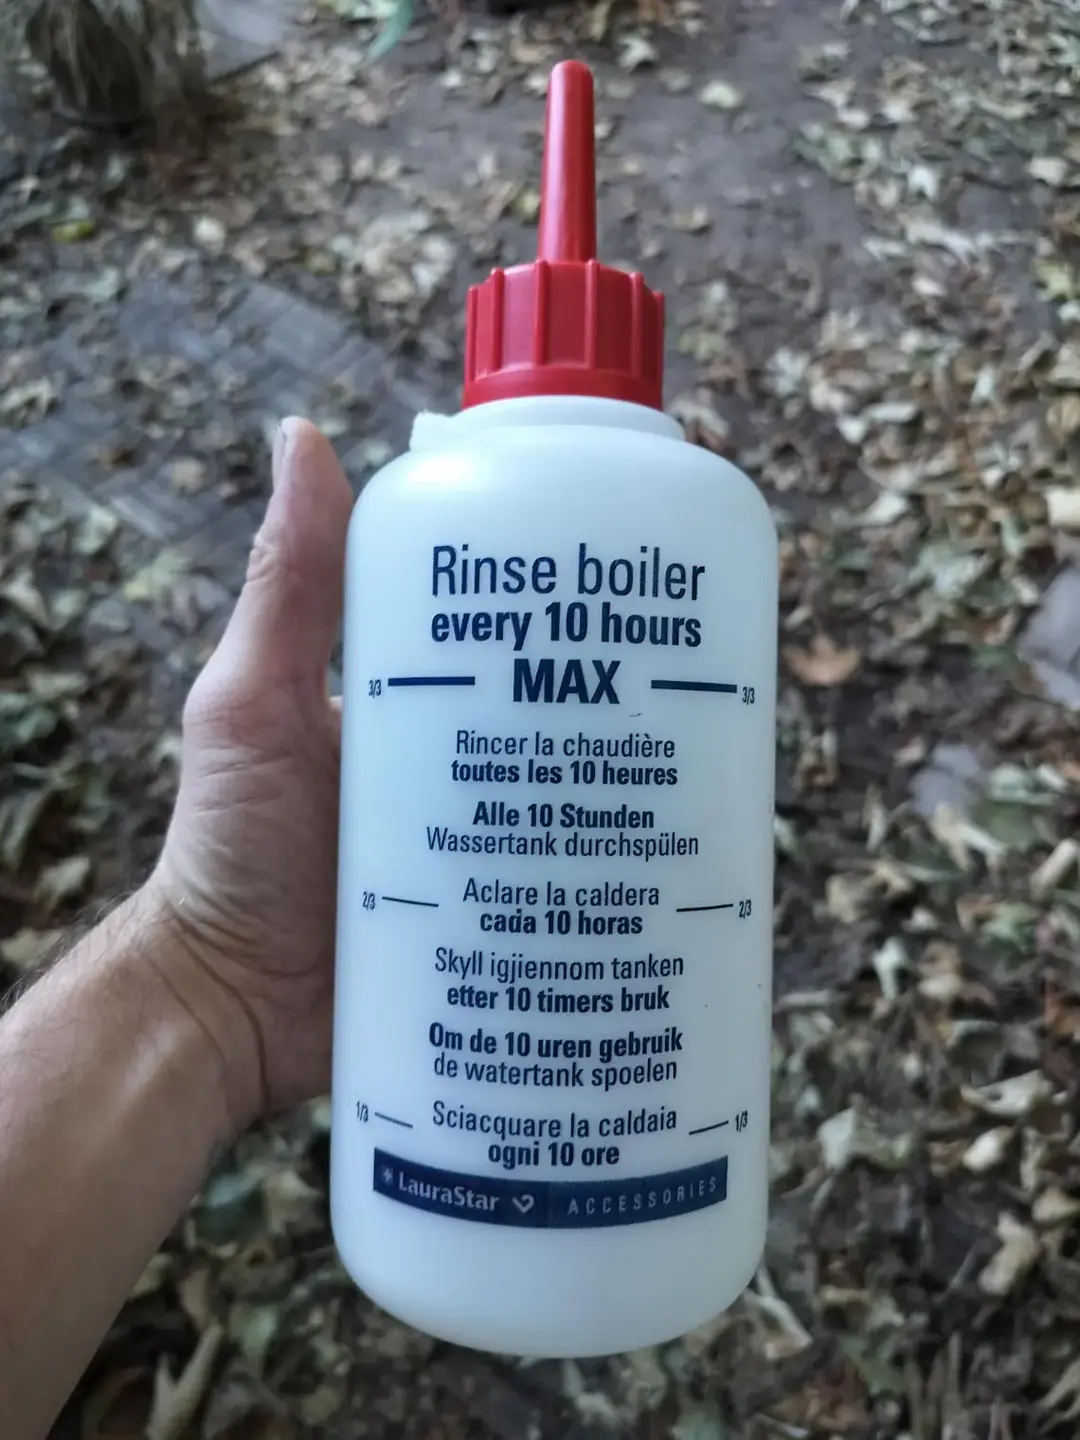 Rinse boiler
every 10 hours
3/3 MAX 3/3
Rincer la chaudière
toutes les 10 heures
Alle 10 Stunden
Wassertank durchspülen
2/3 Aclare la caldera 2/3
cada 10 horas
Skyll igjiennom tanken
etter 10 timers bruk
Om de 10 uren gebruik
de watertank spoelen
1/3 Sciacquare la caldaia 1/3
ogni 10 ore
LauraStar ACCESSORIES